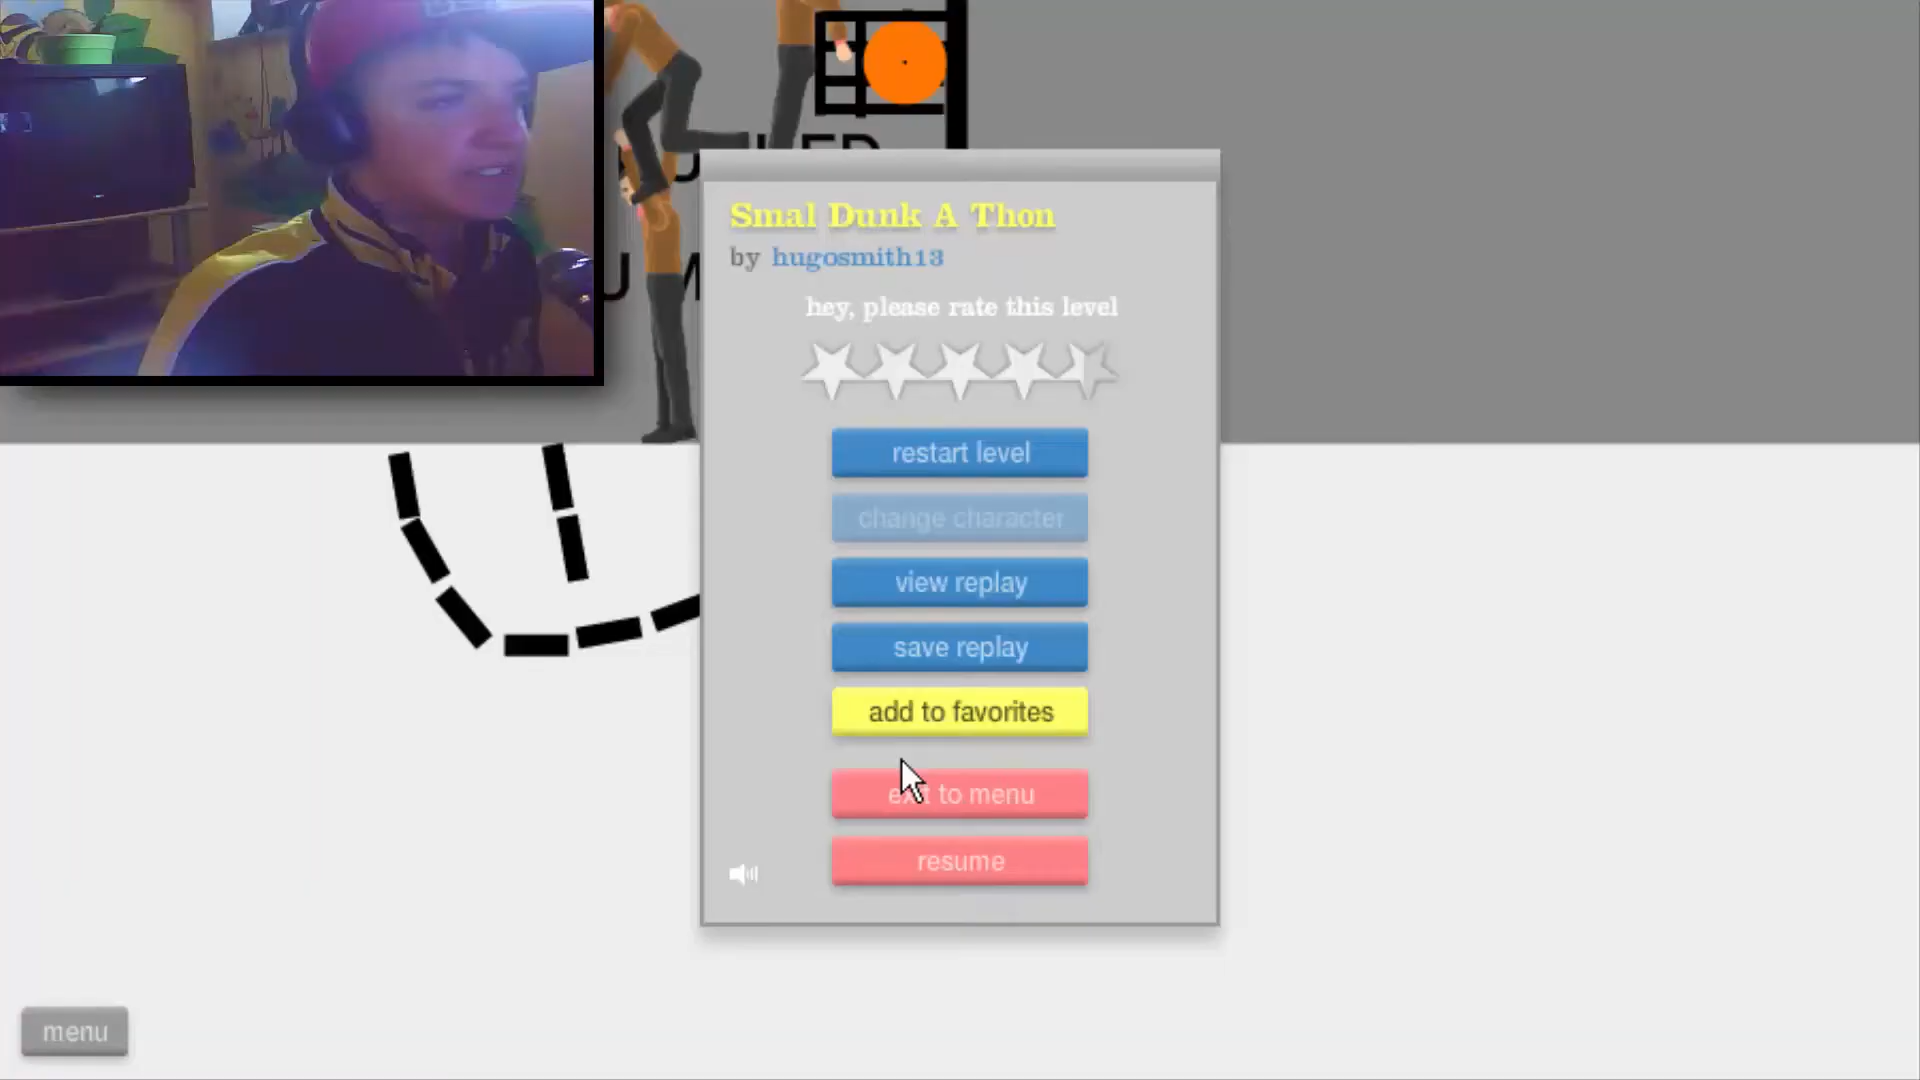 Smal Dunk A Thon
by hugosmith13
hey, please rate this level
restart level
change character
view replay
save replay
add to favorites
exit to menu
resume
menu